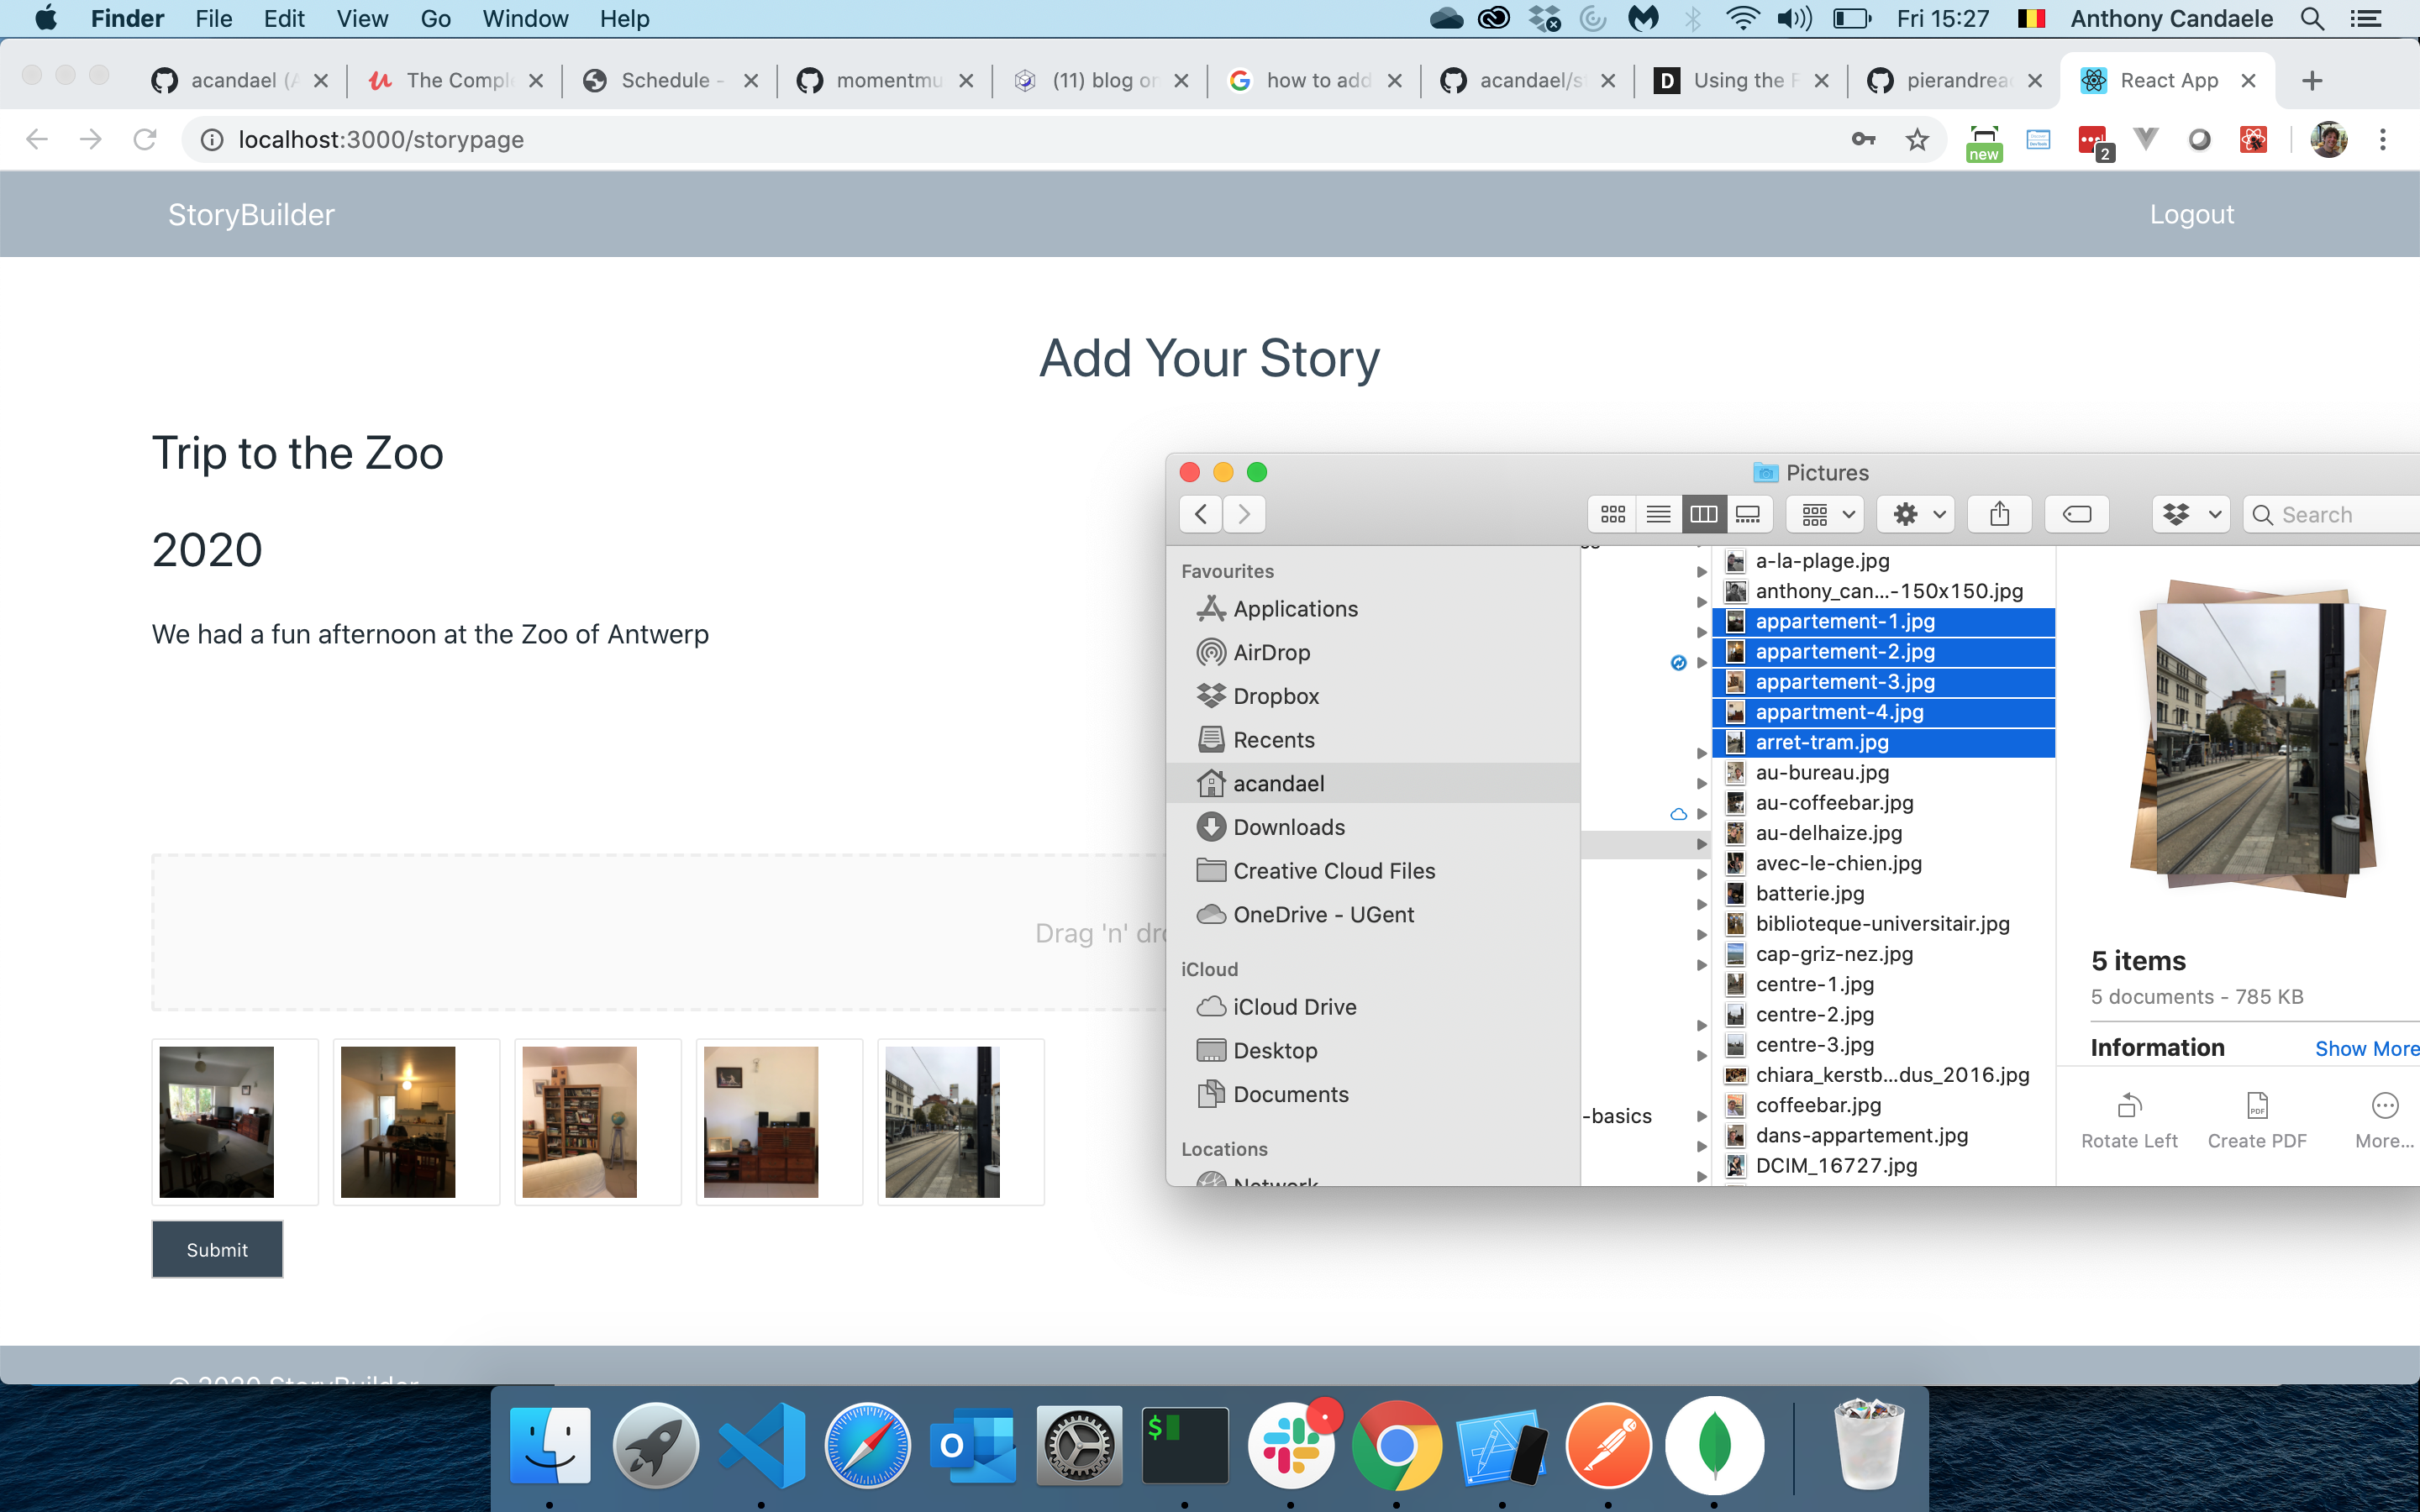 Finder File Edit View Go Window Help Fri 15:27 Anthony Candaele
acandael (A The Comple Schedule - momentmu (11) blog on how to add acandael/st Using the F pierandrea React App
localhost:3000/storypage
new
2
StoryBuilder Logout
Add Your Story
Trip to the Zoo
2020
We had a fun afternoon at the Zoo of Antwerp
Drag 'n' dro
Submit
© 2020 StoryBuilder
Pictures
Search
Favourites
Applications
AirDrop
Dropbox
Recents
acandael
Downloads
Creative Cloud Files
OneDrive - UGent
iCloud
iCloud Drive
Desktop
Documents
Locations
Network
-basics
a-la-plage.jpg
anthony_can...-150x150.jpg
appartement-1.jpg
appartement-2.jpg
appartement-3.jpg
appartment-4.jpg
arret-tram.jpg
au-bureau.jpg
au-coffeebar.jpg
au-delhaize.jpg
avec-le-chien.jpg
batterie.jpg
biblioteque-universitair.jpg
cap-griz-nez.jpg
centre-1.jpg
centre-2.jpg
centre-3.jpg
chiara_kerstb...dus_2016.jpg
coffeebar.jpg
dans-appartement.jpg
DCIM_16727.jpg
5 items
5 documents - 785 KB
Information Show More
Rotate Left Create PDF More...
PDF
$